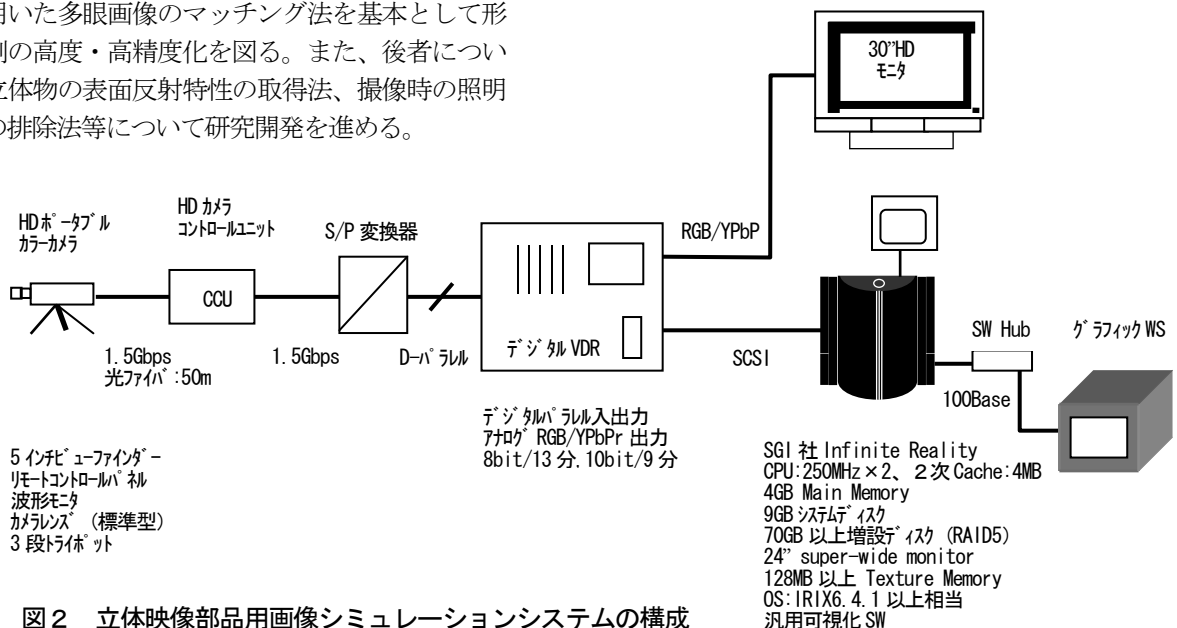 用いた多眼画像のマッチング法を基本として形
測の高度・高精度化を図る。また、後者につい
立体物の表面反射特性の取得法、撮像時の照明
の排除法等について研究開発を進める。
30”HD
モニタ
HDポータブル
カラーカメラ
HDカメラ
コントロールユニット
S/P変換器
RGB/YPbP
CCU
デジタルVDR
1.5Gbps
光ファイバ:50m
1.5Gbps
D-パラレル
SCSI
SW Hub
グラフィックWS
100Base
デジタルパラレル入出力
アナログRGB/YPbPr出力
8bit/13分,10bit/9分
5インチビューファインダー
リモートコントロールパネル
波形モニタ
カメラレンズ(標準型)
3段トライポット
SGI社Infinite Reality
CPU:250MHz×2、2次Cache:4MB
4GB Main Memory
9GBシステムディスク
70GB以上増設ディスク(RAID5)
24” super-wide monitor
128MB以上 Texture Memory
OS:IRIX6.4.1以上相当
汎用可視化SW
図2 立体映像部品用画像シミュレーションシステムの構成